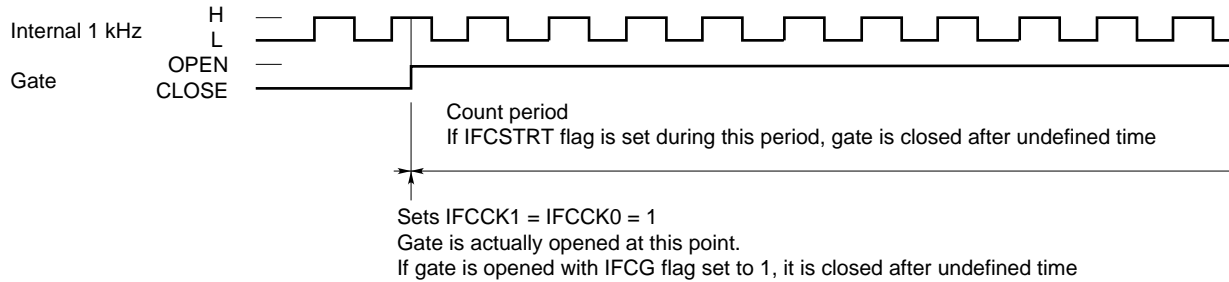 H
Internal 1 kHz
L
OPEN
Gate
CLOSE
Count period
If IFCSTRT flag is set during this period, gate is closed after undefined time
Sets IFCCK1 = IFCCK0 = 1
Gate is actually opened at this point.
If gate is opened with IFCG flag set to 1, it is closed after undefined time